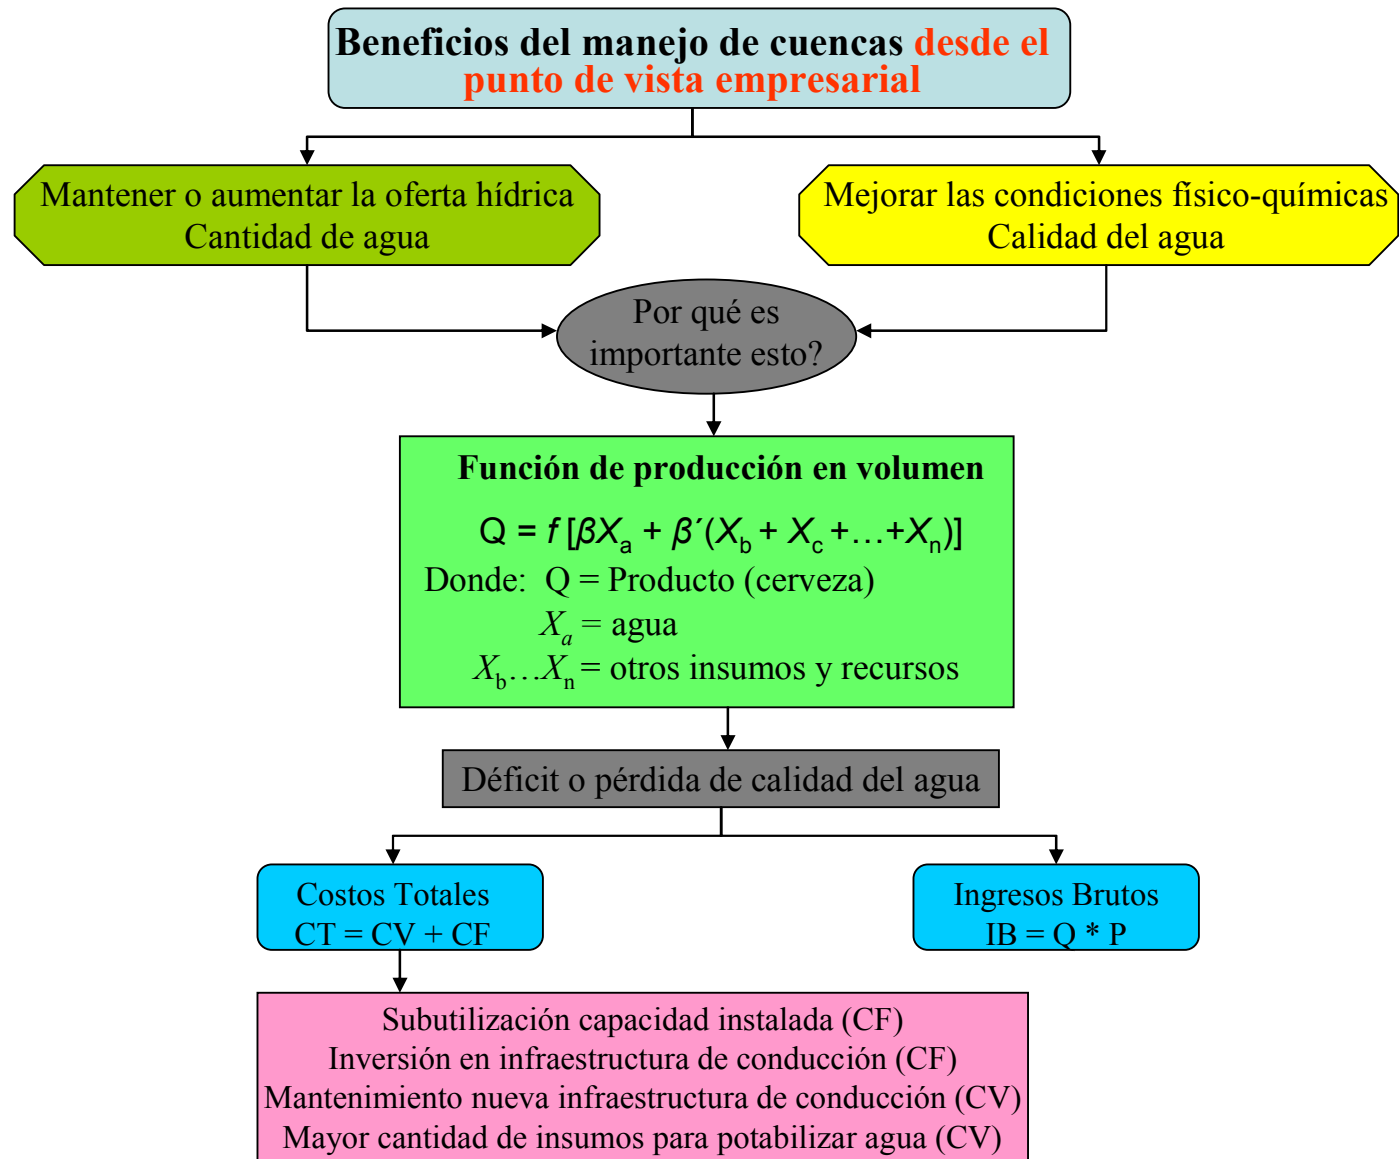 Beneficios del manejo de cuencas desde el
punto de vista empresarial
Mantener o aumentar la oferta hídrica
Cantidad de agua
Mejorar las condiciones físico-químicas
Calidad del agua
Por qué es
importante esto?
Función de producción en volumen
Q = f [βXa + β´(Xb + Xc +…+Xn)]
Donde: Q = Producto (cerveza)
Xa = agua
Xb…Xn = otros insumos y recursos
Déficit o pérdida de calidad del agua
Costos Totales
CT = CV + CF
Ingresos Brutos
IB = Q * P
Subutilización capacidad instalada (CF)
Inversión en infraestructura de conducción (CF)
Mantenimiento nueva infraestructura de conducción (CV)
Mayor cantidad de insumos para potabilizar agua (CV)